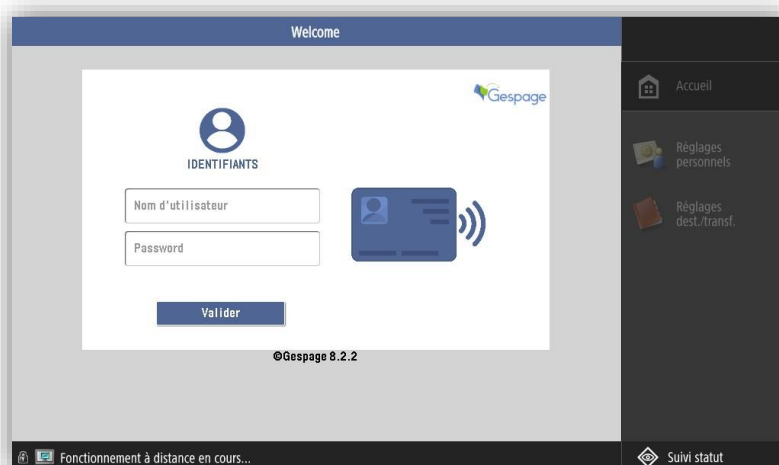 Welcome
Gespage
IDENTIFIANTS
Nom d'utilisateur
Password
Valider
©Gespage 8.2.2
Accueil
Réglages
personnels
Réglages
dest./transf.
Fonctionnement à distance en cours...
Suivi statut